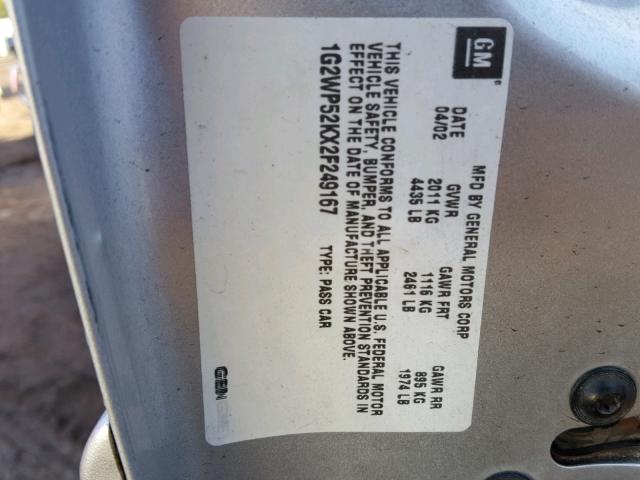 GM
MFD BY GENERAL MOTORS CORP
DATE GVWR GAWR FRT GAWR RR
04/02 2011 KG 1116 KG 895 KG
4435 LB 2461 LB 1974 LB
THIS VEHICLE CONFORMS TO ALL APPLICABLE U.S. FEDERAL MOTOR
VEHICLE SAFETY, BUMPER, AND THEFT PREVENTION STANDARDS IN
EFFECT ON THE DATE OF MANUFACTURE SHOWN ABOVE.
1G2WP52KX2F249167 TYPE: PASS CAR